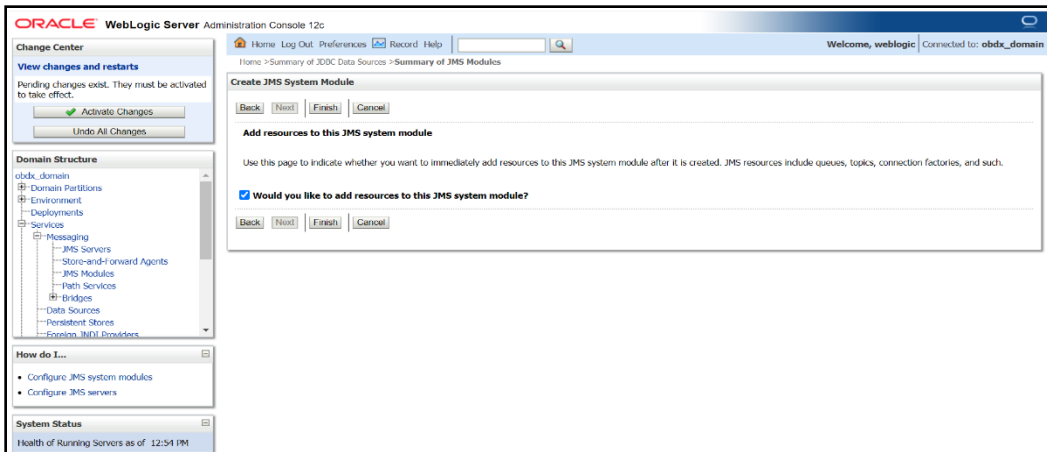 ORACLE WebLogic Server Administration Console 12c
Change Center
View changes and restarts
Pending changes exist. They must be activated
to take effect.
Activate Changes
Undo All Changes
Domain Structure
obdx_domain
Domain Partitions
Environment
Deployments
Services
Messaging
JMS Servers
Store-and-Forward Agents
JMS Modules
Path Services
Bridges
Data Sources
Persistent Stores
Foreign JNDI Providers
How do I...
Configure JMS system modules
Configure JMS servers
System Status
Health of Running Servers as of 12:54 PM
Home Log Out Preferences Record Help
Welcome, weblogic Connected to: obdx_domain
Home >Summary of JDBC Data Sources >Summary of JMS Modules
Create JMS System Module
Back Next Finish Cancel
Add resources to this JMS system module
Use this page to indicate whether you want to immediately add resources to this JMS system module after it is created. JMS resources include queues, topics, connection factories, and such.
Would you like to add resources to this JMS system module?
Back Next Finish Cancel